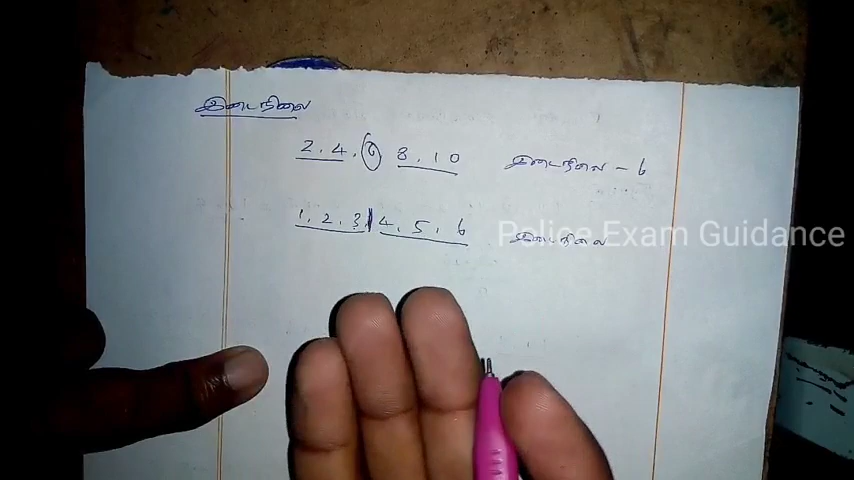 இடைநிலை
2 . 4 . 6 8 . 10 இடைநிலை - 6
1 . 2 . 3 | 4 . 5 . 6 இடைநிலை
Police Exam Guidance